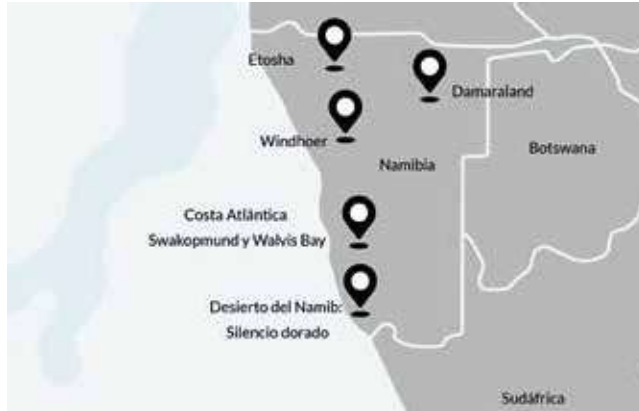 Etosha
Damaraland
Windhoer
Botswana
Namibia
Costa Atlántica
Swakopmund y Walvis Bay
Desierto del Namib:
Silencio dorado
Sudáfrica